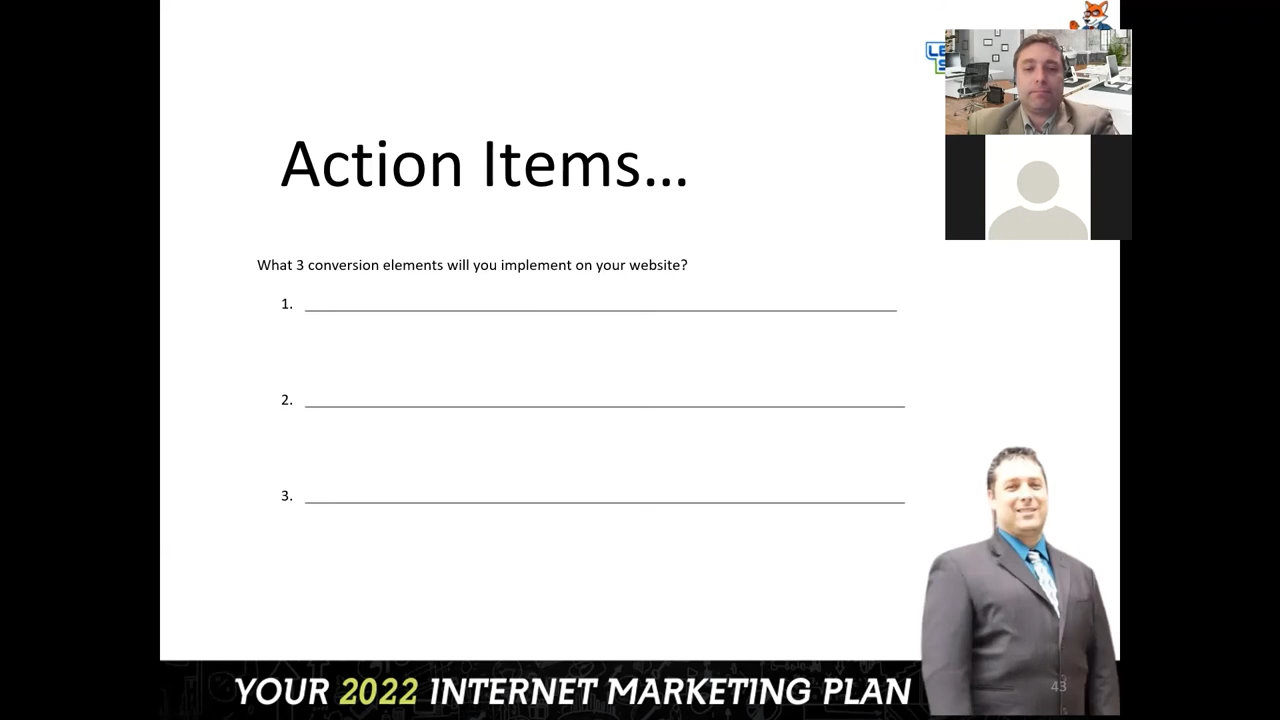 Action Items...
What 3 conversion elements will you implement on your website?
1.
2.
3.
YOUR 2022 INTERNET MARKETING PLAN
43